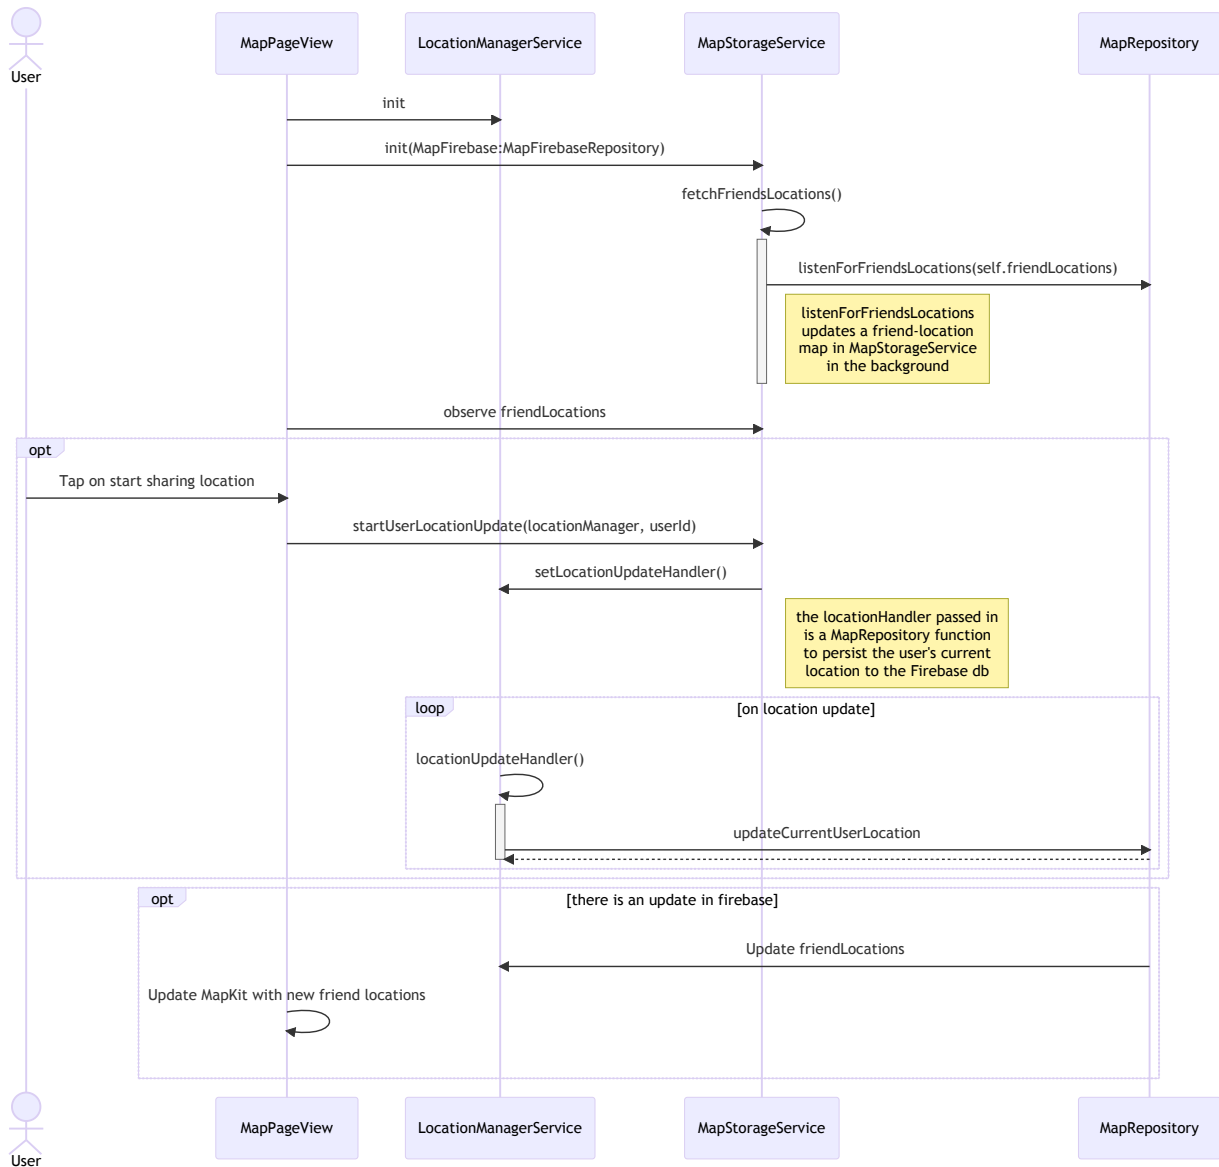 User
MapPageView
LocationManagerService
MapStorageService
MapRepository
init
init(MapFirebase:MapFirebaseRepository)
fetchFriendsLocations()
listenForFriendsLocations(self.friendLocations)
listenForFriendsLocations
updates a friend-location
map in MapStorageService
in the background
observe friendLocations
opt
Tap on start sharing location
startUserLocationUpdate(locationManager, userId)
setLocationUpdateHandler()
the locationHandler passed in
is a MapRepository function
to persist the user's current
location to the Firebase db
loop
[on location update]
locationUpdateHandler()
updateCurrentUserLocation
opt
[there is an update in firebase]
Update friendLocations
Update MapKit with new friend locations
User
MapPageView
LocationManagerService
MapStorageService
MapRepository